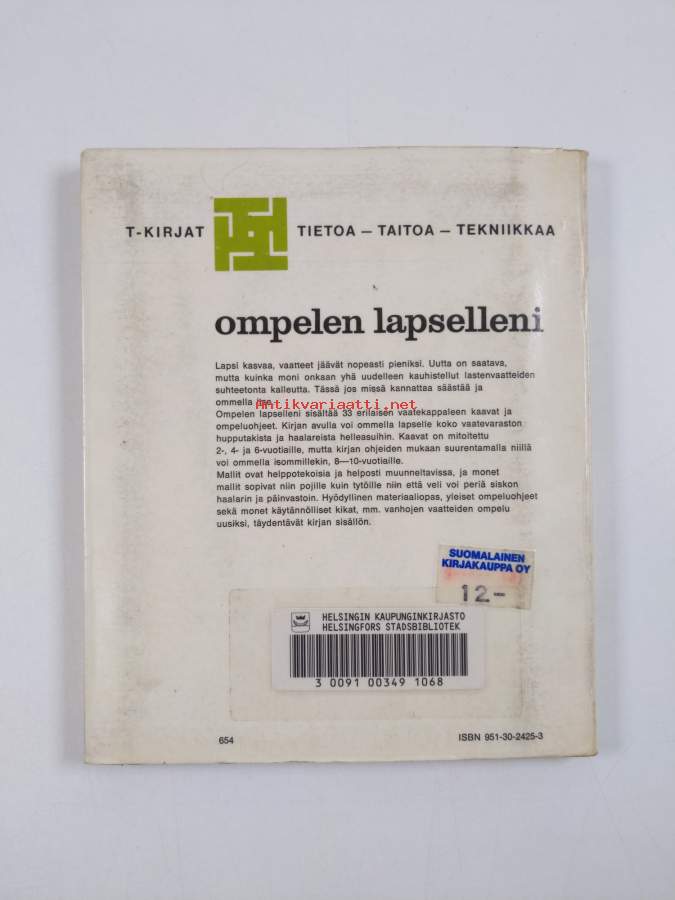 T-KIRJAT TIETOA — TAITOA — TEKNIIKKAA
ompelen lapselleni
Lapsi kasvaa, vaatteet jäävät nopeasti pieniksi. Uutta on saatava,
mutta kuinka moni onkaan yhä uudelleen kauhistellut lastenvaatteiden
suhteetonta kalleutta. Tässä jos missä kannattaa säästää ja
ommella itse.
Antikvariaatti.net
Ompelen lapselleni sisältää 33 erilaisen vaatekappaleen kaavat ja
ompeluohjeet. Kirjan avulla voi ommella lapselle koko vaatevaraston
hupputakista ja haalareista helleasuihin. Kaavat on mitoitettu
2-, 4- ja 6-vuotiaille, mutta kirjan ohjeiden mukaan suurentamalla niillä
voi ommella isommillekin, 8—10-vuotiaille.
Mallit ovat helppotekoisia ja helposti muunneltavissa, ja monet
mallit sopivat niin pojille kuin tytöille niin että veli voi periä siskon
haalarin ja päinvastoin. Hyödyllinen materiaaliopas, yleiset ompeluohjeet
sekä monet käytännölliset kikat, mm. vanhojen vaatteiden ompelu
uusiksi, täydentävät kirjan sisällön.
SUOMALAINEN
KIRJAKAUPPA OY
12.—
HELSINGIN KAUPUNGINKIRJASTO
HELSINGFORS STADSBIBLIOTEK
3 0091 00349 1068
654 ISBN 951-30-2425-3